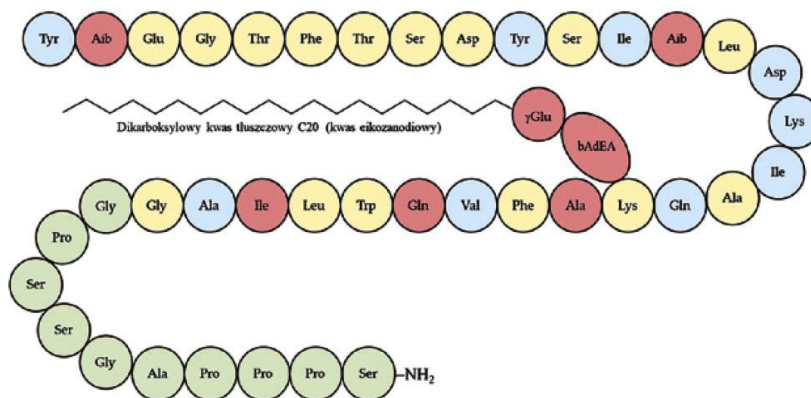 Tyr Aib Glu Gly Thr Phe Thr Ser Asp Tyr Ser Ile Aib Leu Asp Lys Ile Ala Gln Lys Ala Phe Val Gln Trp Leu Ile Ala Gly Gly Pro Ser Ser Gly Ala Pro Pro Pro Ser –NH₂
γGlu
bAdEA
Dikarboksylowy kwas tłuszczowy C20 (kwas eikozanodiowy)